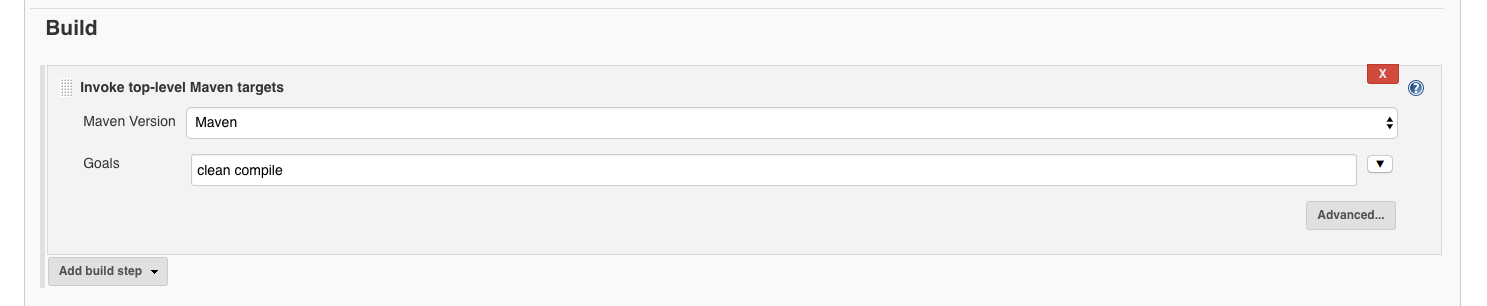 Build
Invoke top-level Maven targets
X
?
Maven Version
Maven
Goals
clean compile
Advanced...
Add build step